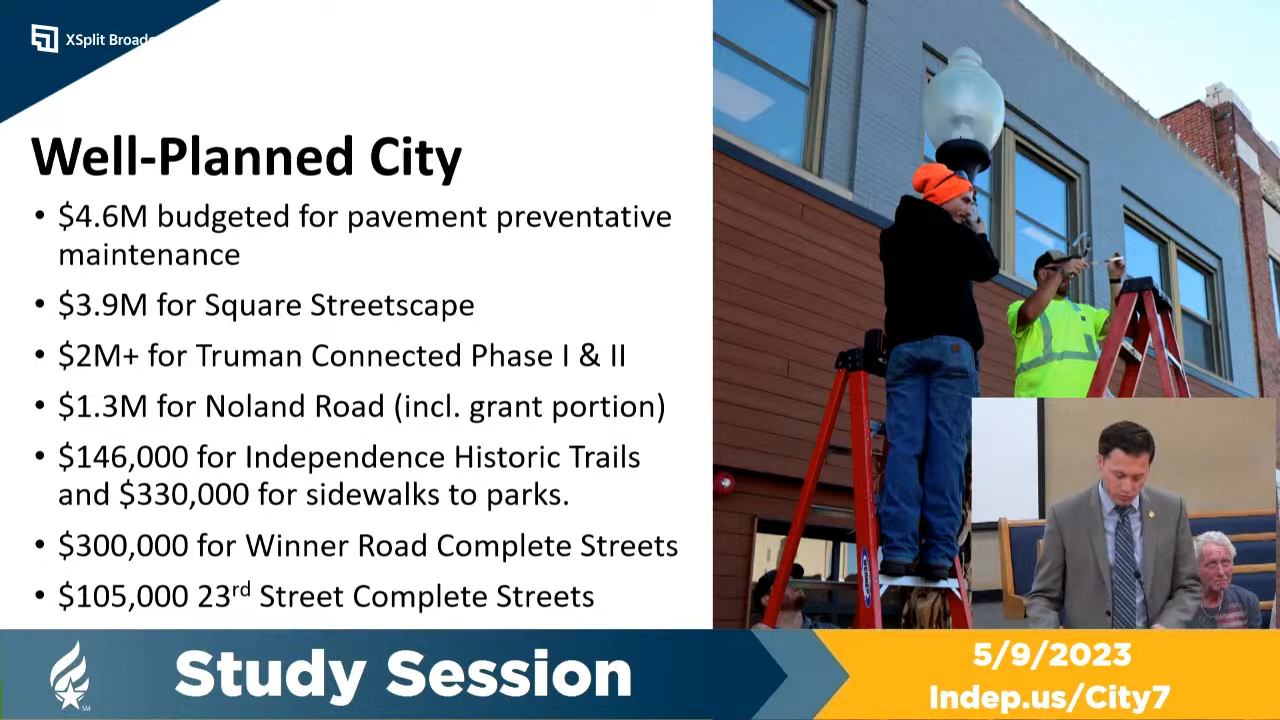 XSplit
Well-Planned City
• $4.6M budgeted for pavement preventative
maintenance
• $3.9M for Square Streetscape
• $2M+ for Truman Connected Phase I & II
• $1.3M for Noland Road (incl. grant portion)
• $146,000 for Independence Historic Trails
and $330,000 for sidewalks to parks.
• $300,000 for Winner Road Complete Streets
• $105,000 23rd Street Complete Streets
SM
Study Session
5/9/2023
Indep.us/City7